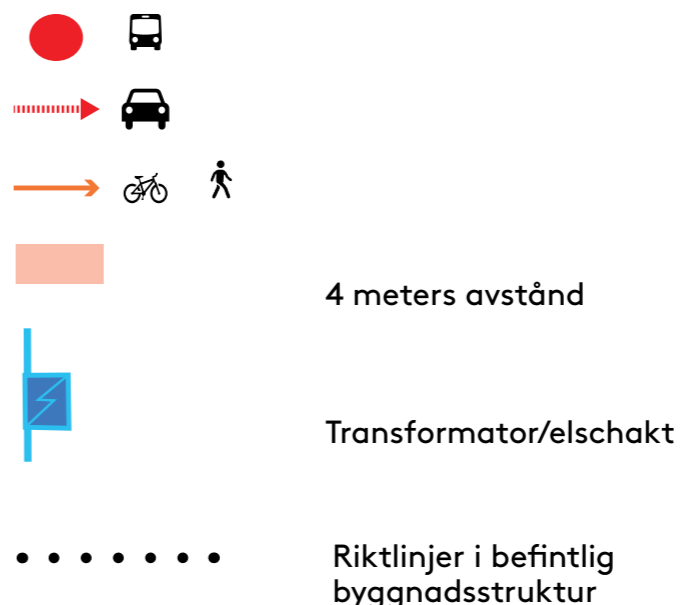 4 meters avstånd
Transformator/elschakt
Riktlinjer i befintlig
byggnadsstruktur